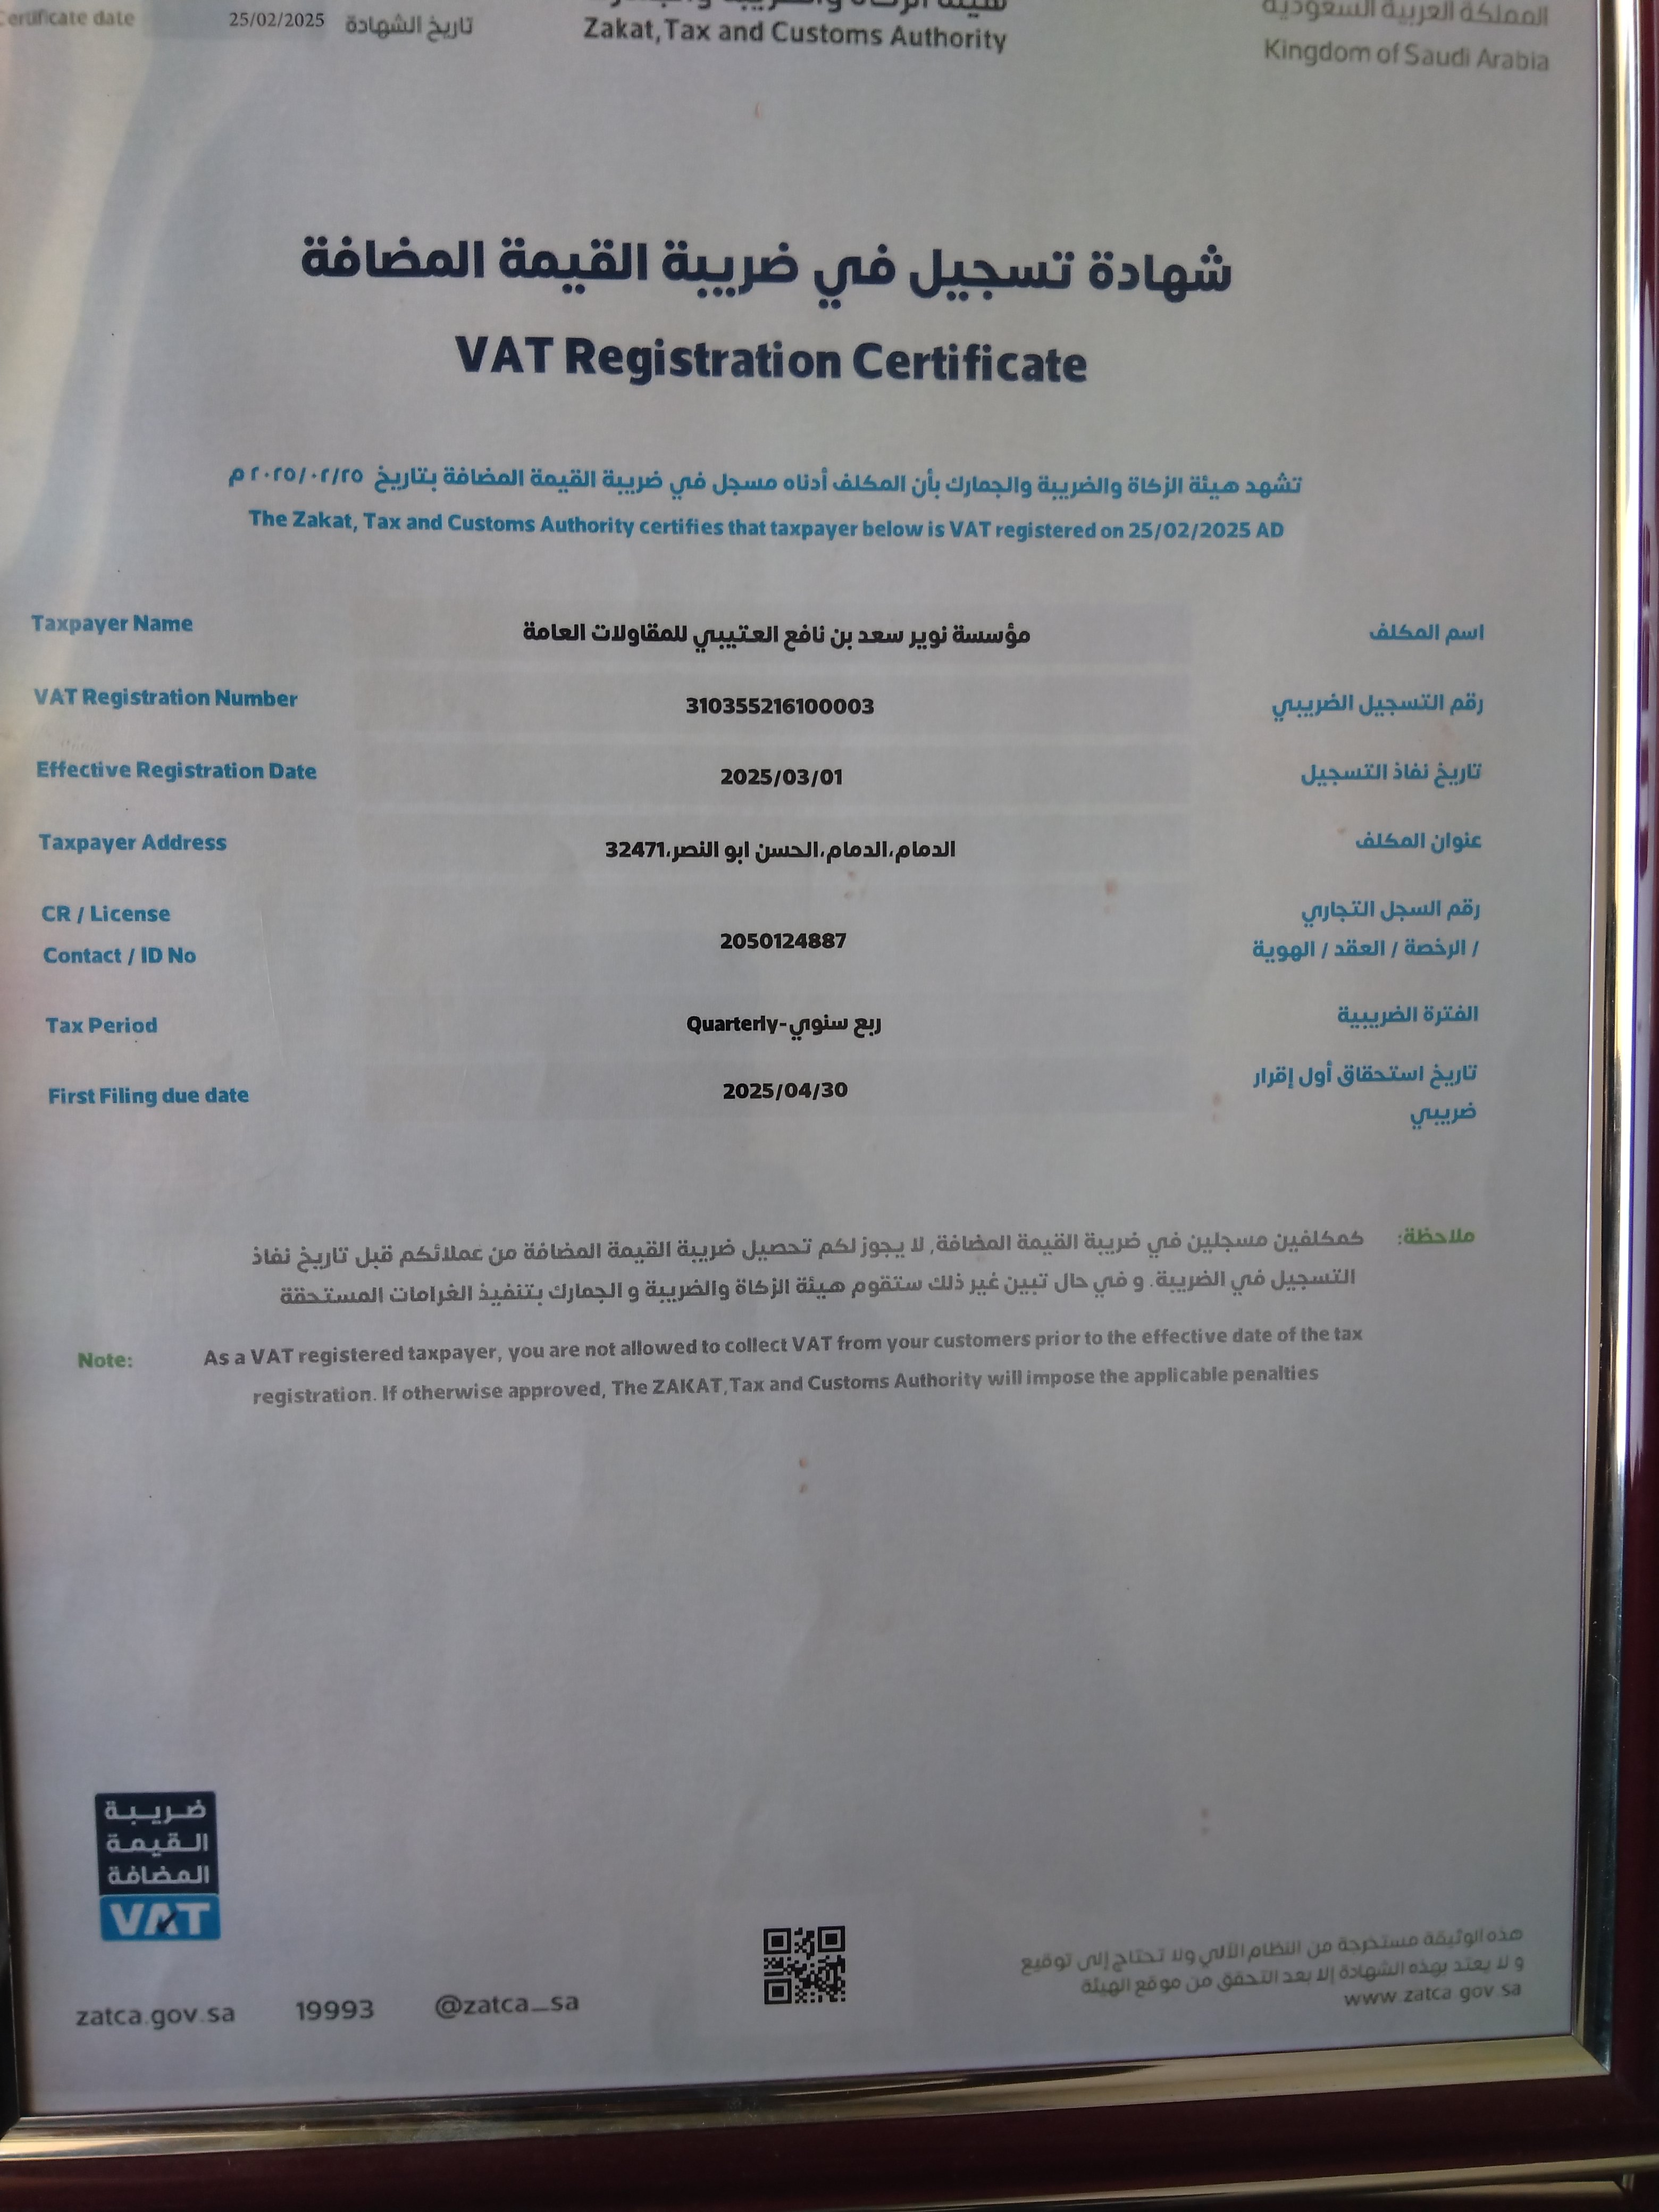 Certificate date 25/02/2025 تاريخ الشهادة
Zakat, Tax and Customs Authority
المملكة العربية السعودية
Kingdom of Saudi Arabia
شهادة تسجيل في ضريبة القيمة المضافة
VAT Registration Certificate
تشهد هيئة الزكاة والضريبة والجمارك بأن المكلف أدناه مسجل في ضريبة القيمة المضافة بتاريخ ٢٠٢٥/٠٢/٢٥ م
The Zakat, Tax and Customs Authority certifies that taxpayer below is VAT registered on 25/02/2025 AD
Taxpayer Name مؤسسة نوير سعد بن نافع العتيبي للمقاولات العامة اسم المكلف
VAT Registration Number 310355216100003 رقم التسجيل الضريبي
Effective Registration Date 2025/03/01 تاريخ نفاذ التسجيل
Taxpayer Address الدمام،الدمام،الحسن ابو النصر،32471 عنوان المكلف
CR / License رقم السجل التجاري
Contact / ID No 2050124887 / الرخصة / العقد / الهوية
Tax Period ربع سنوي-Quarterly الفترة الضريبية
First Filing due date 2025/04/30 تاريخ استحقاق أول إقرار
ضريبي
ملاحظة: كمكلفين مسجلين في ضريبة القيمة المضافة, لا يجوز لكم تحصيل ضريبة القيمة المضافة من عملائكم قبل تاريخ نفاذ
التسجيل في الضريبة. و في حال تبين غير ذلك ستقوم هيئة الزكاة والضريبة و الجمارك بتنفيذ الغرامات المستحقة
Note: As a VAT registered taxpayer, you are not allowed to collect VAT from your customers prior to the effective date of the tax
registration. If otherwise approved, The ZAKAT, Tax and Customs Authority will impose the applicable penalties
ضريبة
القيمة
المضافة
VAT
هذه الوثيقة مستخرجة من النظام الآلي ولا تحتاج إلى توقيع
و لا يعتد بهذه الشهادة إلا بعد التحقق من موقع الهيئة
www.zatca.gov.sa
zatca.gov.sa 19993 @zatca_sa